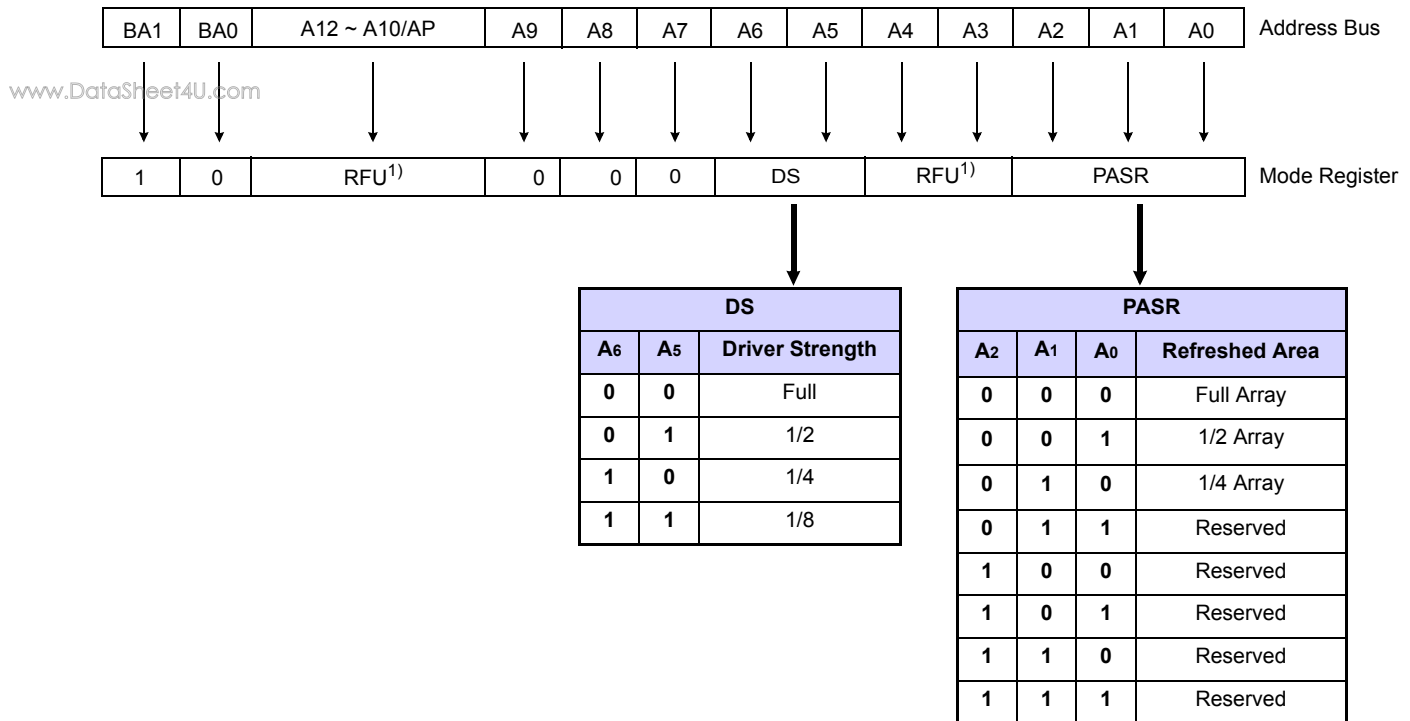 BA1 BA0 A12 ~ A10/AP A9 A8 A7 A6 A5 A4 A3 A2 A1 A0 Address Bus
www.DataSheet4U.com
1 0 RFU1) 0 0 0 DS RFU1) PASR Mode Register
DS
A6 A5 Driver Strength
0 0 Full
0 1 1/2
1 0 1/4
1 1 1/8
PASR
A2 A1 A0 Refreshed Area
0 0 0 Full Array
0 0 1 1/2 Array
0 1 0 1/4 Array
0 1 1 Reserved
1 0 0 Reserved
1 0 1 Reserved
1 1 0 Reserved
1 1 1 Reserved